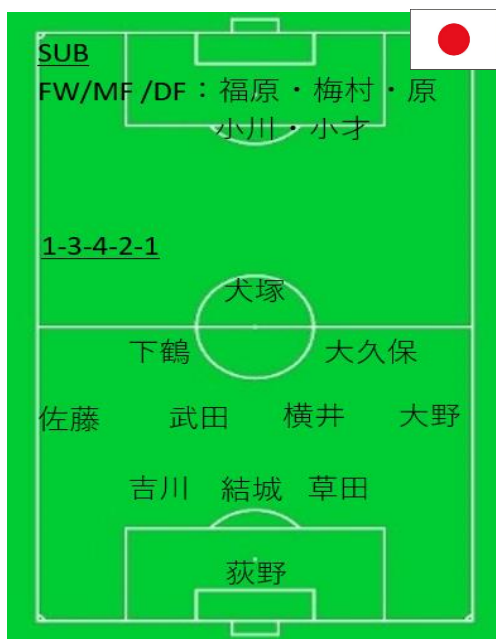 SUB
FW/MF /DF：福原・梅村・原
小川・小才
1-3-4-2-1
犬塚
下鶴 大久保
佐藤 武田 横井 大野
吉川 結城 草田
荻野